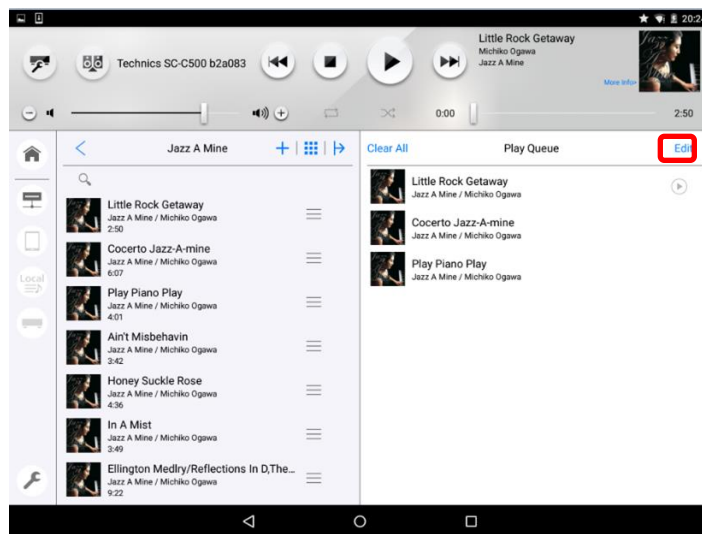 20:24
Technics SC-C500 b2a083
Little Rock Getaway
Michiko Ogawa
Jazz A Mine
More Info>
0:00
2:50
Jazz A Mine
Little Rock Getaway
Jazz A Mine / Michiko Ogawa
2:50
Cocerto Jazz-A-mine
Jazz A Mine / Michiko Ogawa
6:07
Play Piano Play
Jazz A Mine / Michiko Ogawa
4:01
Ain't Misbehavin
Jazz A Mine / Michiko Ogawa
3:42
Honey Suckle Rose
Jazz A Mine / Michiko Ogawa
4:36
In A Mist
Jazz A Mine / Michiko Ogawa
3:49
Ellington Medlry/Reflections In D,The...
Jazz A Mine / Michiko Ogawa
9:22
Local
Clear All
Play Queue
Edit
Little Rock Getaway
Jazz A Mine / Michiko Ogawa
Cocerto Jazz-A-mine
Jazz A Mine / Michiko Ogawa
Play Piano Play
Jazz A Mine / Michiko Ogawa